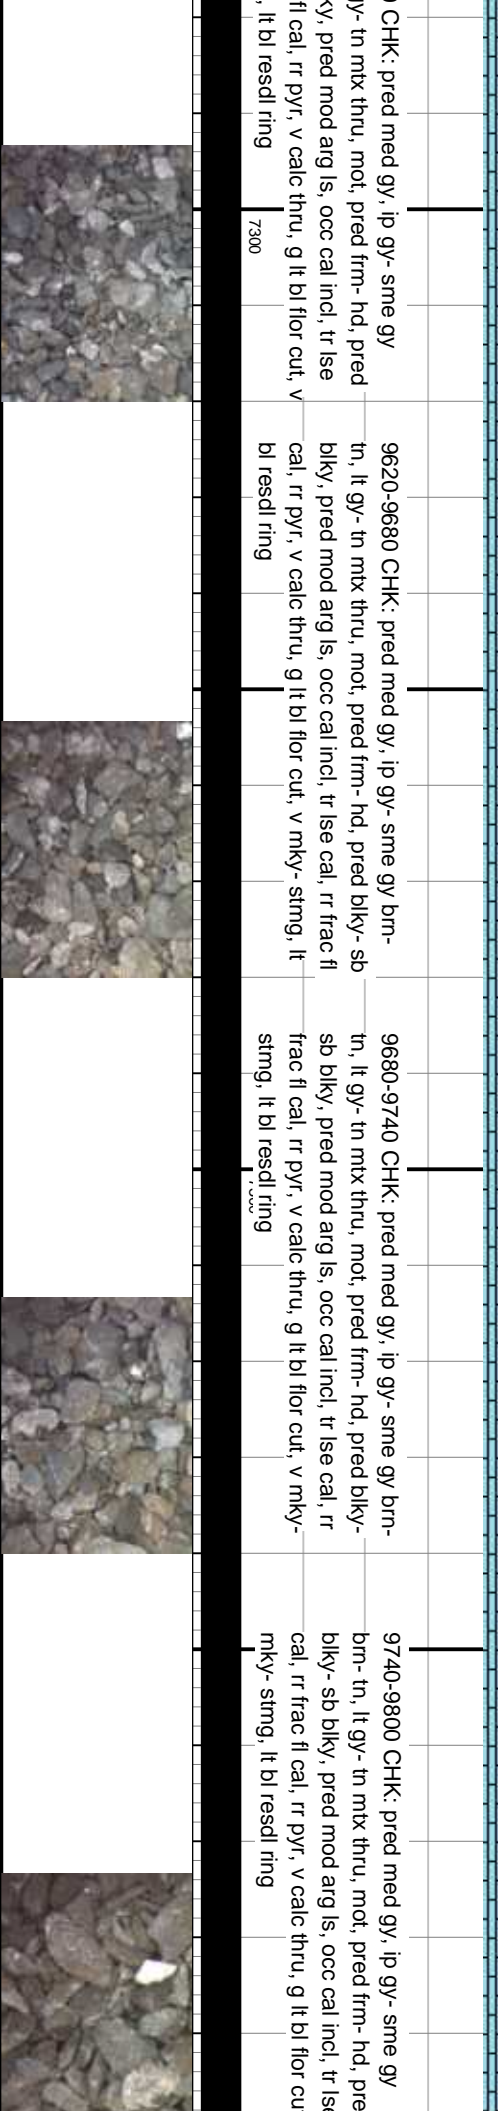 CHK: pred med gy, ip gy- sme gy
gy- tn mtx thru, mot, pred frm- hd, pred
pred mod arg ls, occ cal incl, tr lse
fl cal, rr pyr, v calc thru, g lt bl flor cut, v
, lt bl resdl ring
7300
9620-9680 CHK: pred med gy, ip gy- sme gy brn-
tn, lt gy- tn mtx thru, mot, pred frm- hd, pred blky- sb
blky, pred mod arg ls, occ cal incl, tr lse cal, rr frac fl
cal, rr pyr, v calc thru, g lt bl flor cut, v mky- stmg, lt
bl resdl ring
9680-9740 CHK: pred med gy, ip gy- sme gy brn-
tn, lt gy- tn mtx thru, mot, pred frm- hd, pred blky-
sb blky, pred mod arg ls, occ cal incl, tr lse cal, rr
frac fl cal, rr pyr, v calc thru, g lt bl flor cut, v mky-
stmg, lt bl resdl ring
9740-9800 CHK: pred med gy, ip gy- sme gy
brn- tn, lt gy- tn mtx thru, mot, pred frm- hd, pre
blky- sb blky, pred mod arg ls, occ cal incl, tr lse
cal, rr frac fl cal, rr pyr, v calc thru, g lt bl flor cu
mky- stmg, lt bl resdl ring